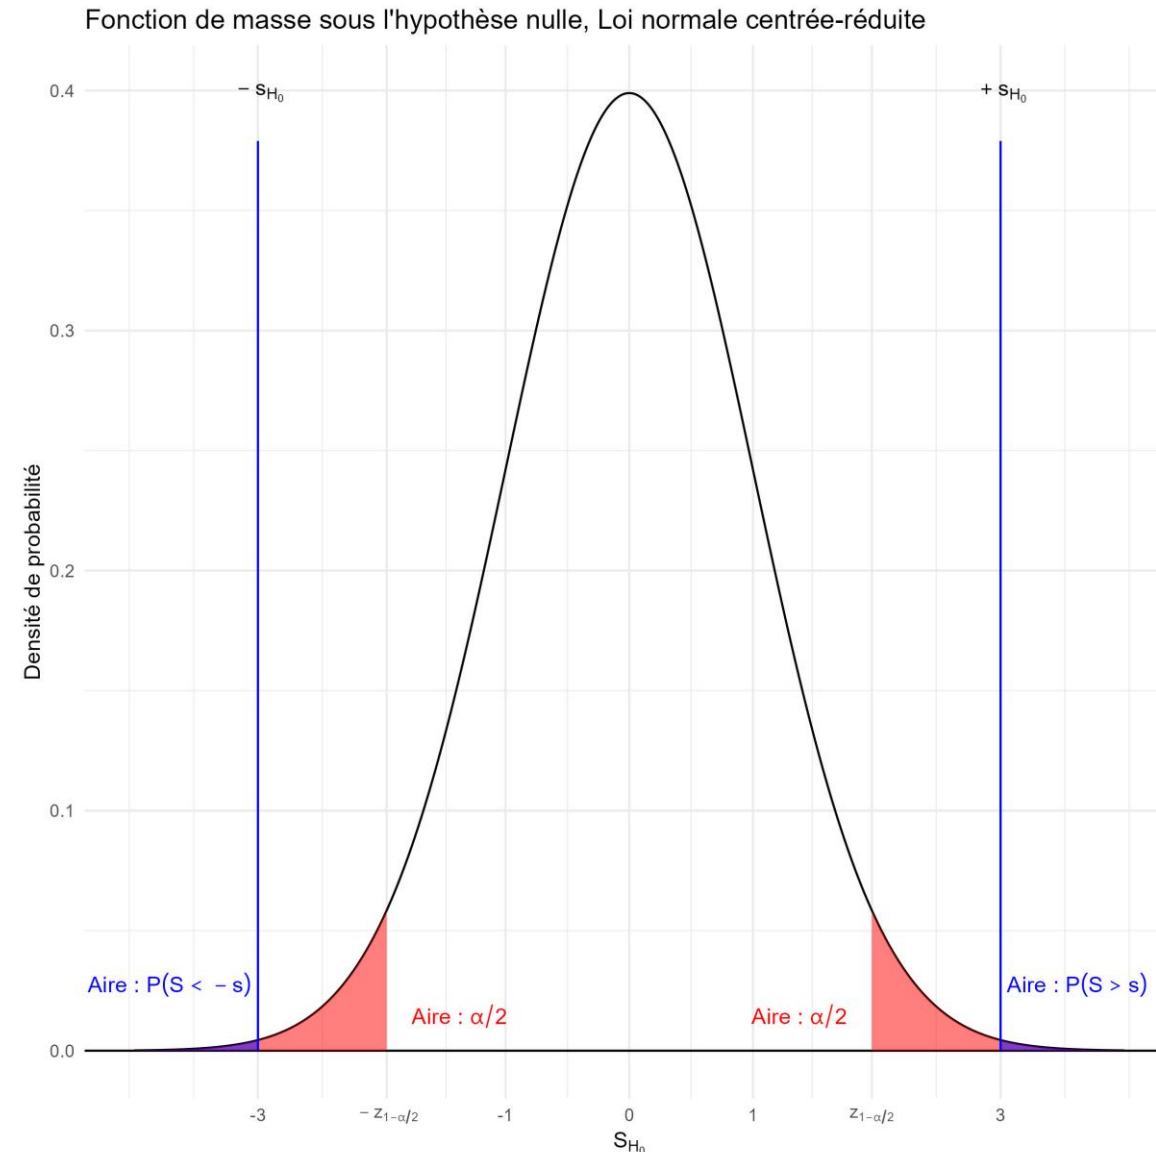 Fonction de masse sous l'hypothèse nulle, Loi normale centrée-réduite
0.4
− s_H₀
+ s_H₀
0.3
Densité de probabilité
0.2
0.1
Aire : P(S < − s)
Aire : P(S > s)
Aire : α/2
Aire : α/2
0.0
-3
− z₁₋α/₂
-1
0
1
z₁₋α/₂
3
S_H₀